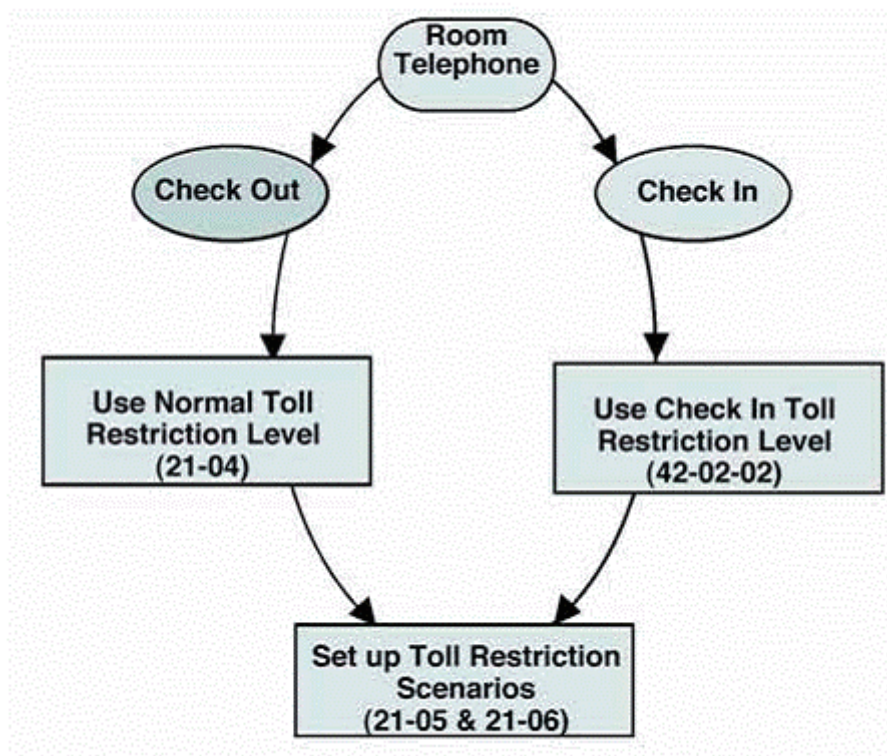 Room
Telephone
Check Out
Check In
Use Normal Toll
Restriction Level
(21-04)
Use Check In Toll
Restriction Level
(42-02-02)
Set up Toll Restriction
Scenarios
(21-05 & 21-06)